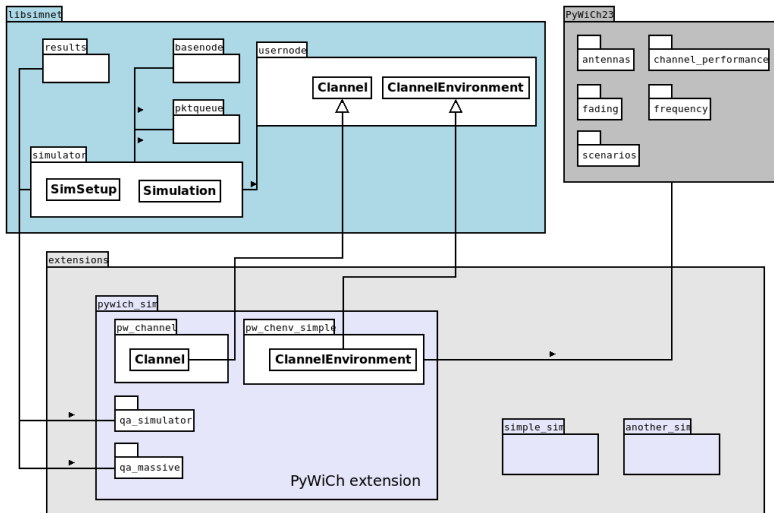 libsimnet
PyWiCh23
results
basenode
usernode
Clannel
ClannelEnvironment
antennas
channel_performance
pktqueue
fading
frequency
simulator
scenarios
SimSetup
Simulation
extensions
pywich_sim
pw_channel
pw_chenv_simple
Clannel
ClannelEnvironment
qa_simulator
simple_sim
another_sim
qa_massive
PyWiCh extension